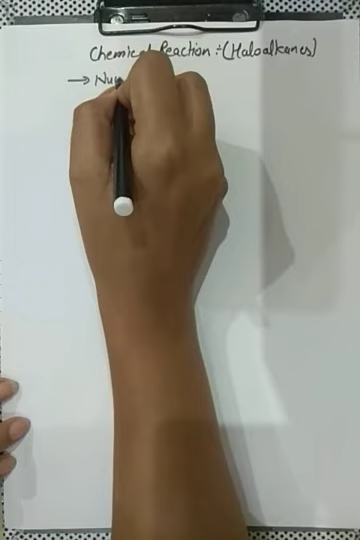 Chemical Reaction ÷ (Haloalkanes)
→ Nu